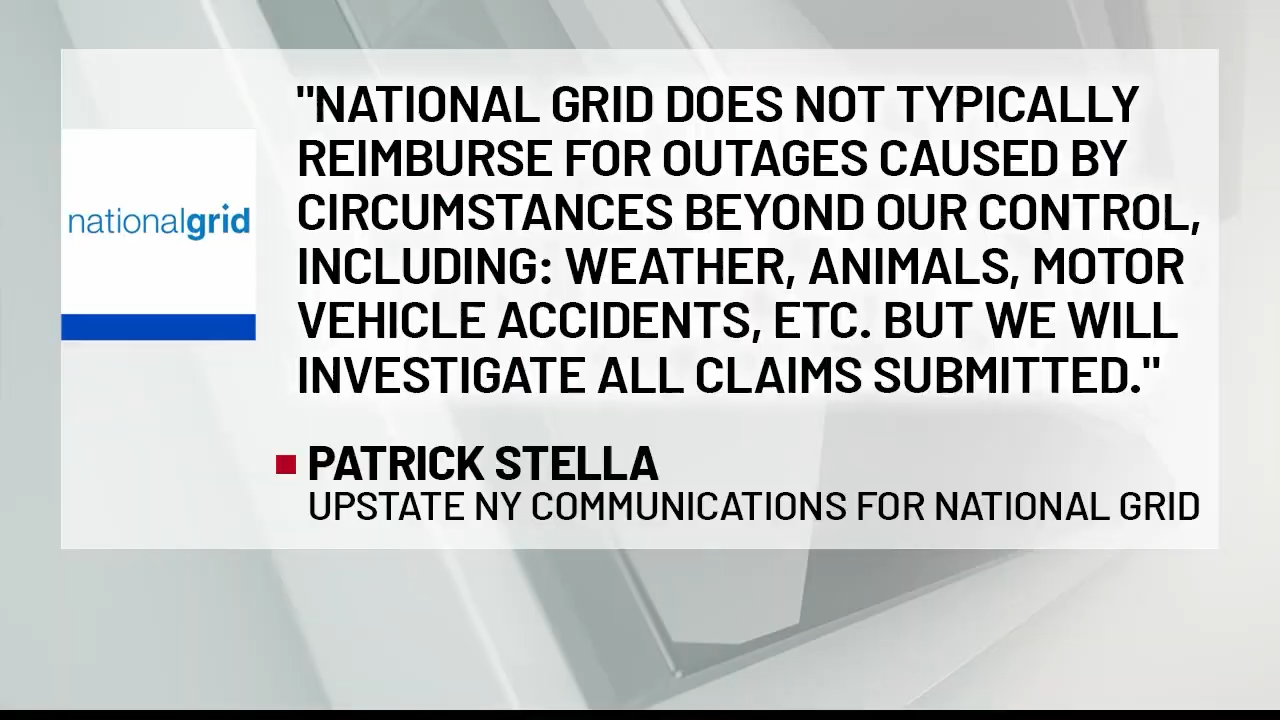 nationalgrid
"NATIONAL GRID DOES NOT TYPICALLY
REIMBURSE FOR OUTAGES CAUSED BY
CIRCUMSTANCES BEYOND OUR CONTROL,
INCLUDING: WEATHER, ANIMALS, MOTOR
VEHICLE ACCIDENTS, ETC. BUT WE WILL
INVESTIGATE ALL CLAIMS SUBMITTED."
PATRICK STELLA
UPSTATE NY COMMUNICATIONS FOR NATIONAL GRID